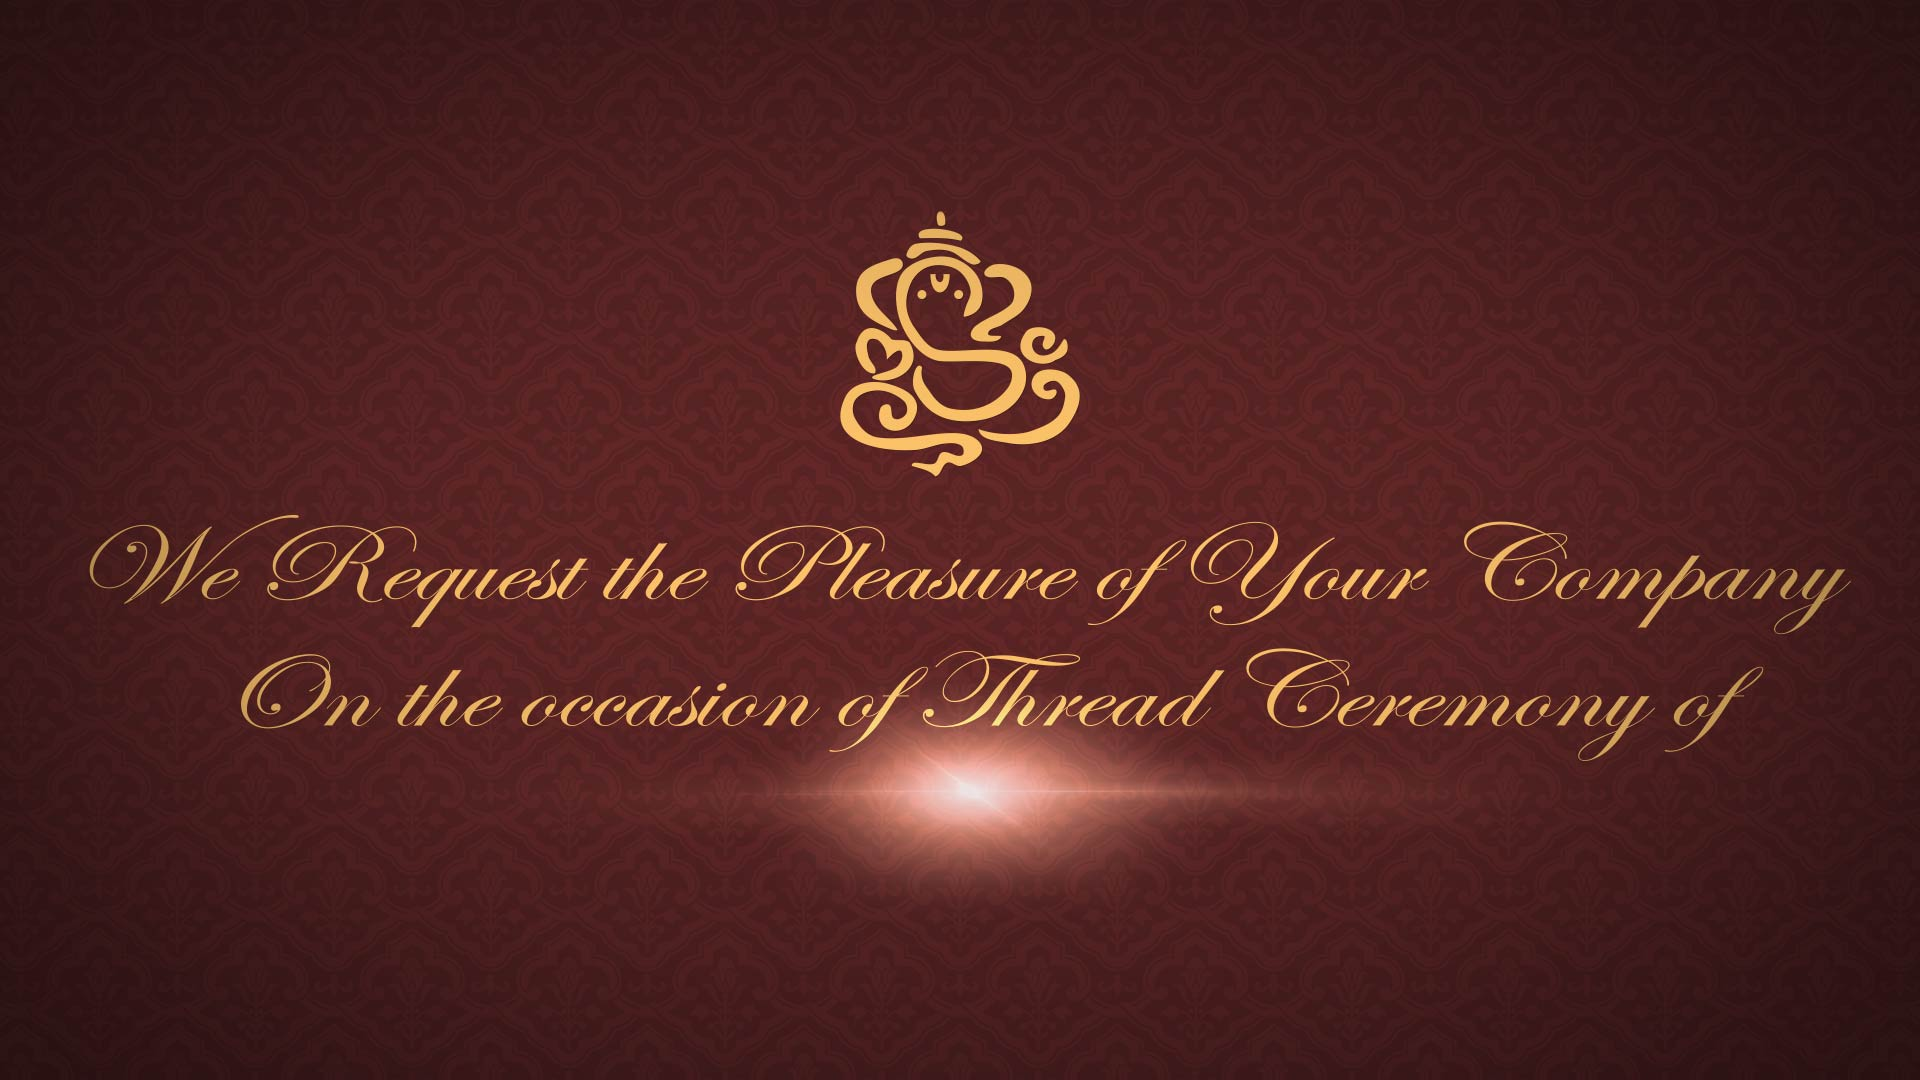 We Request the Pleasure of Your Company
On the occasion of Thread Ceremony of